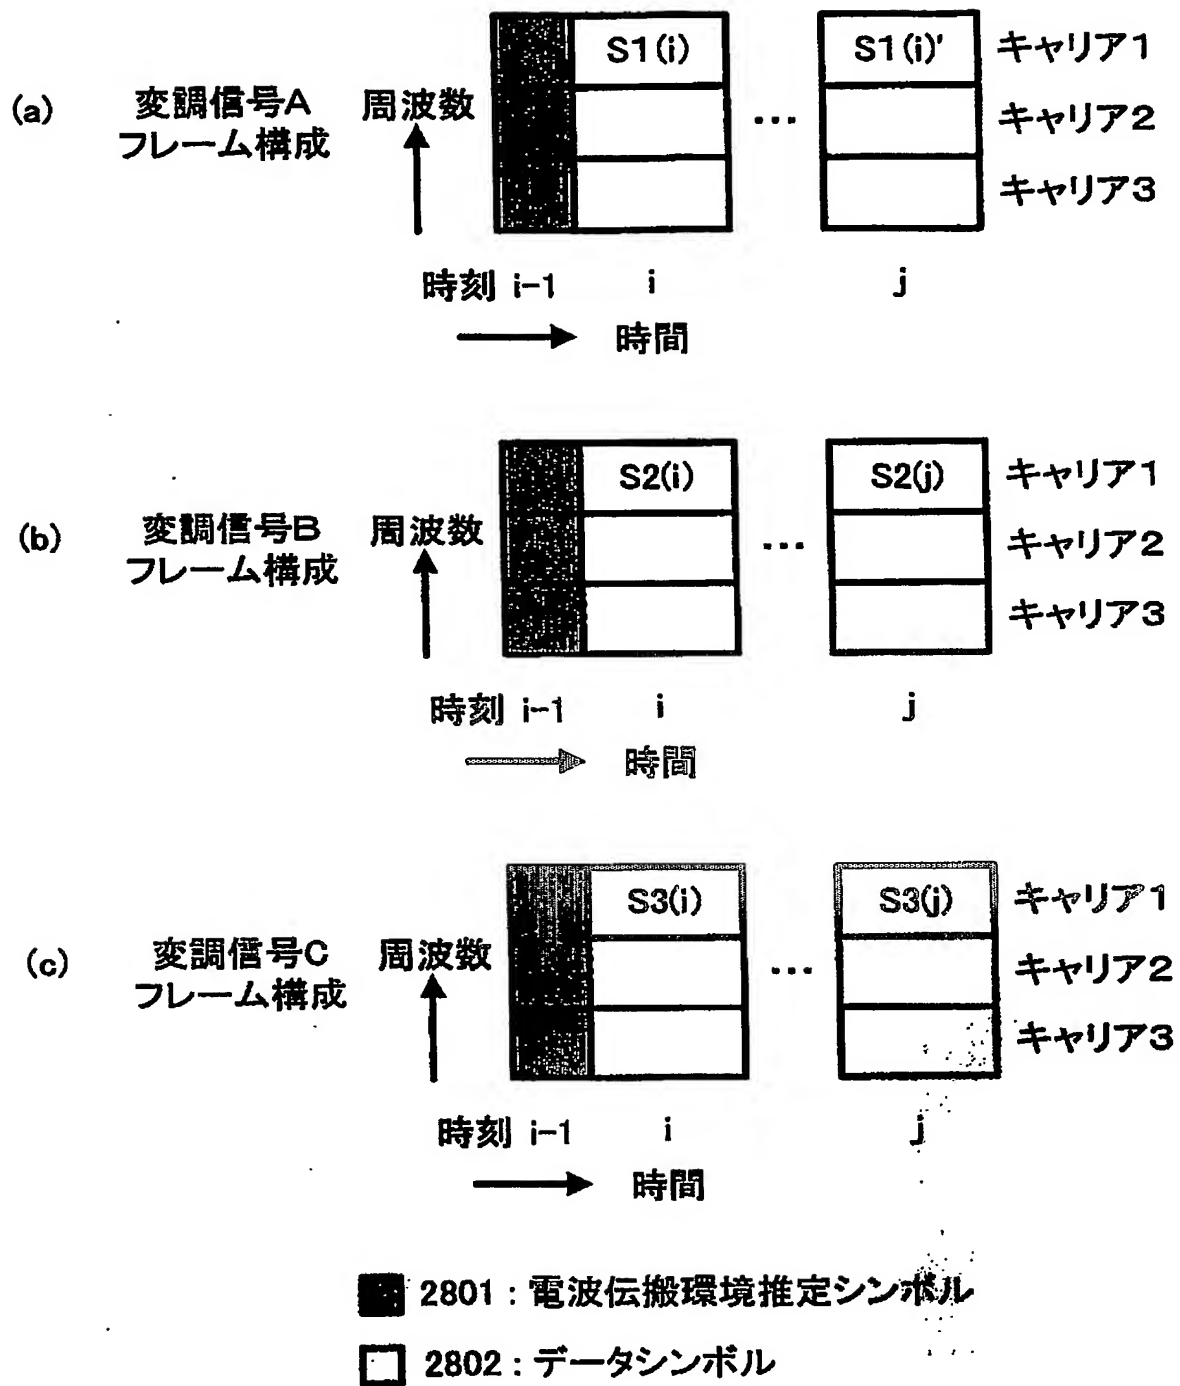 S1(i) S1(i)' キャリア1
(a) 変調信号A 周波数 … キャリア2
フレーム構成
キャリア3
時刻 i-1 i j
時間
S2(i) S2(j) キャリア1
(b) 変調信号B 周波数 … キャリア2
フレーム構成
キャリア3
時刻 i-1 i j
時間
S3(i) S3(j) キャリア1
(c) 変調信号C 周波数 … キャリア2
フレーム構成
キャリア3
時刻 i-1 i j
時間
2801 : 電波伝搬環境推定シンボル
2802 : データシンボル